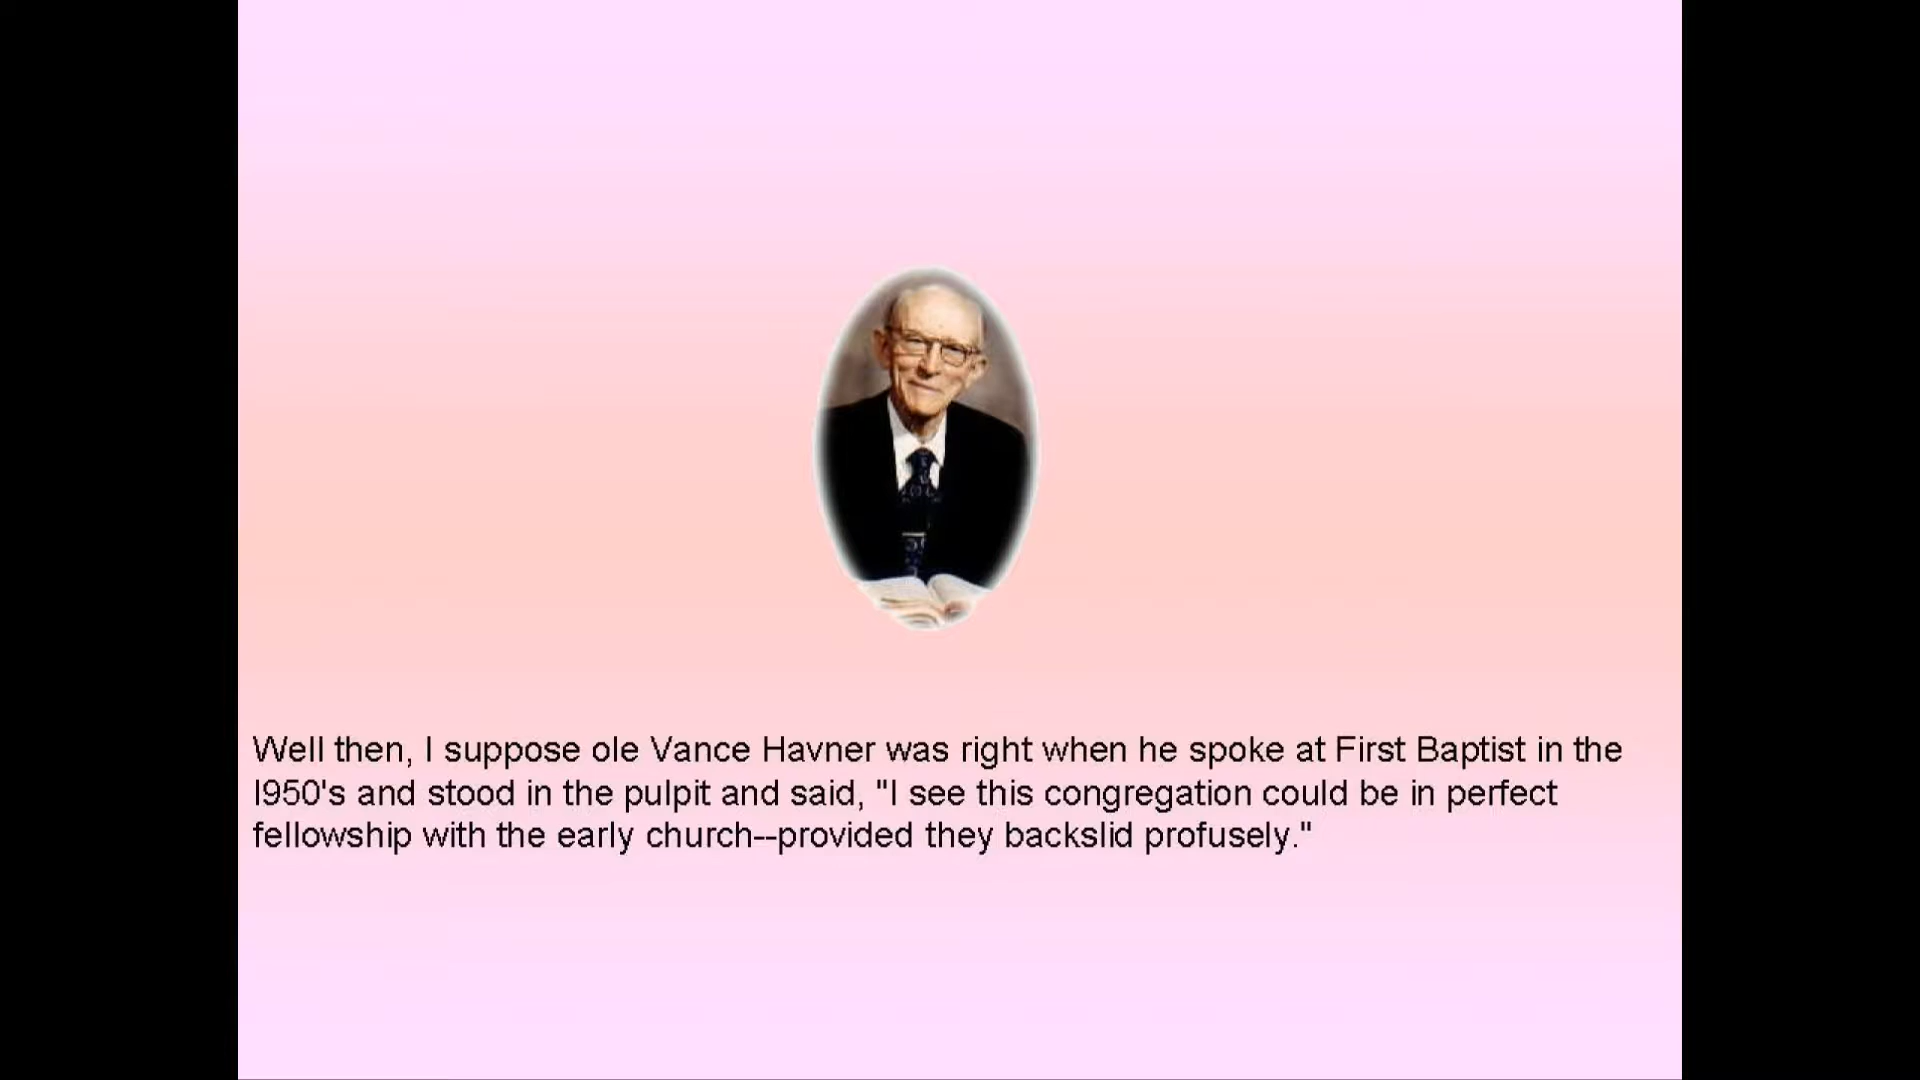 Well then, I suppose ole Vance Havner was right when he spoke at First Baptist in the
l950's and stood in the pulpit and said, "I see this congregation could be in perfect
fellowship with the early church--provided they backslid profusely."